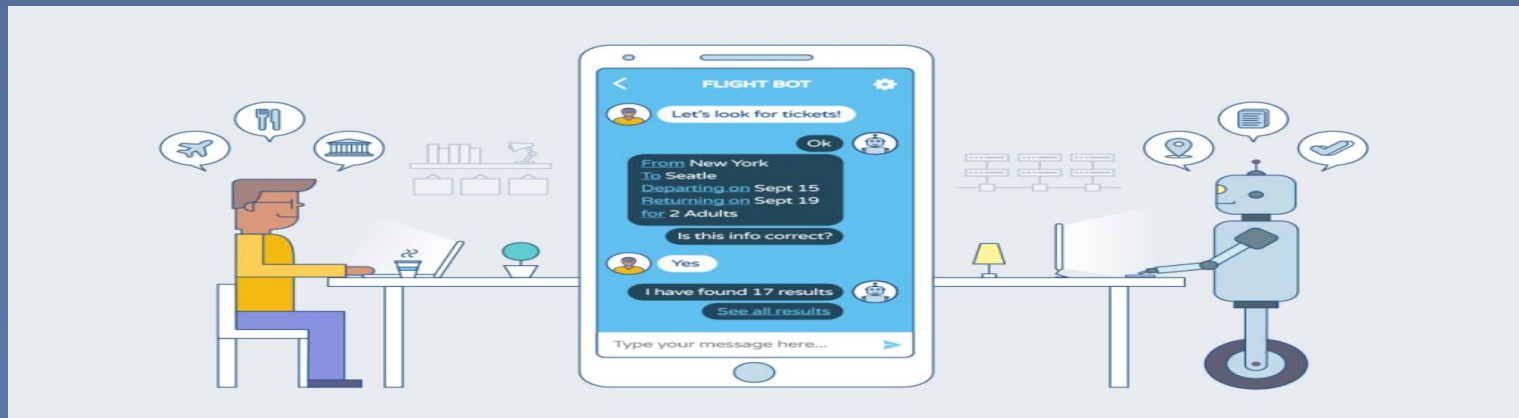 FLIGHT BOT
Let's look for tickets!
Ok
From New York
To Seatle
Departing on Sept 15
Returning on Sept 19
for 2 Adults
Is this info correct?
Yes
I have found 17 results
See all results
Type your message here...